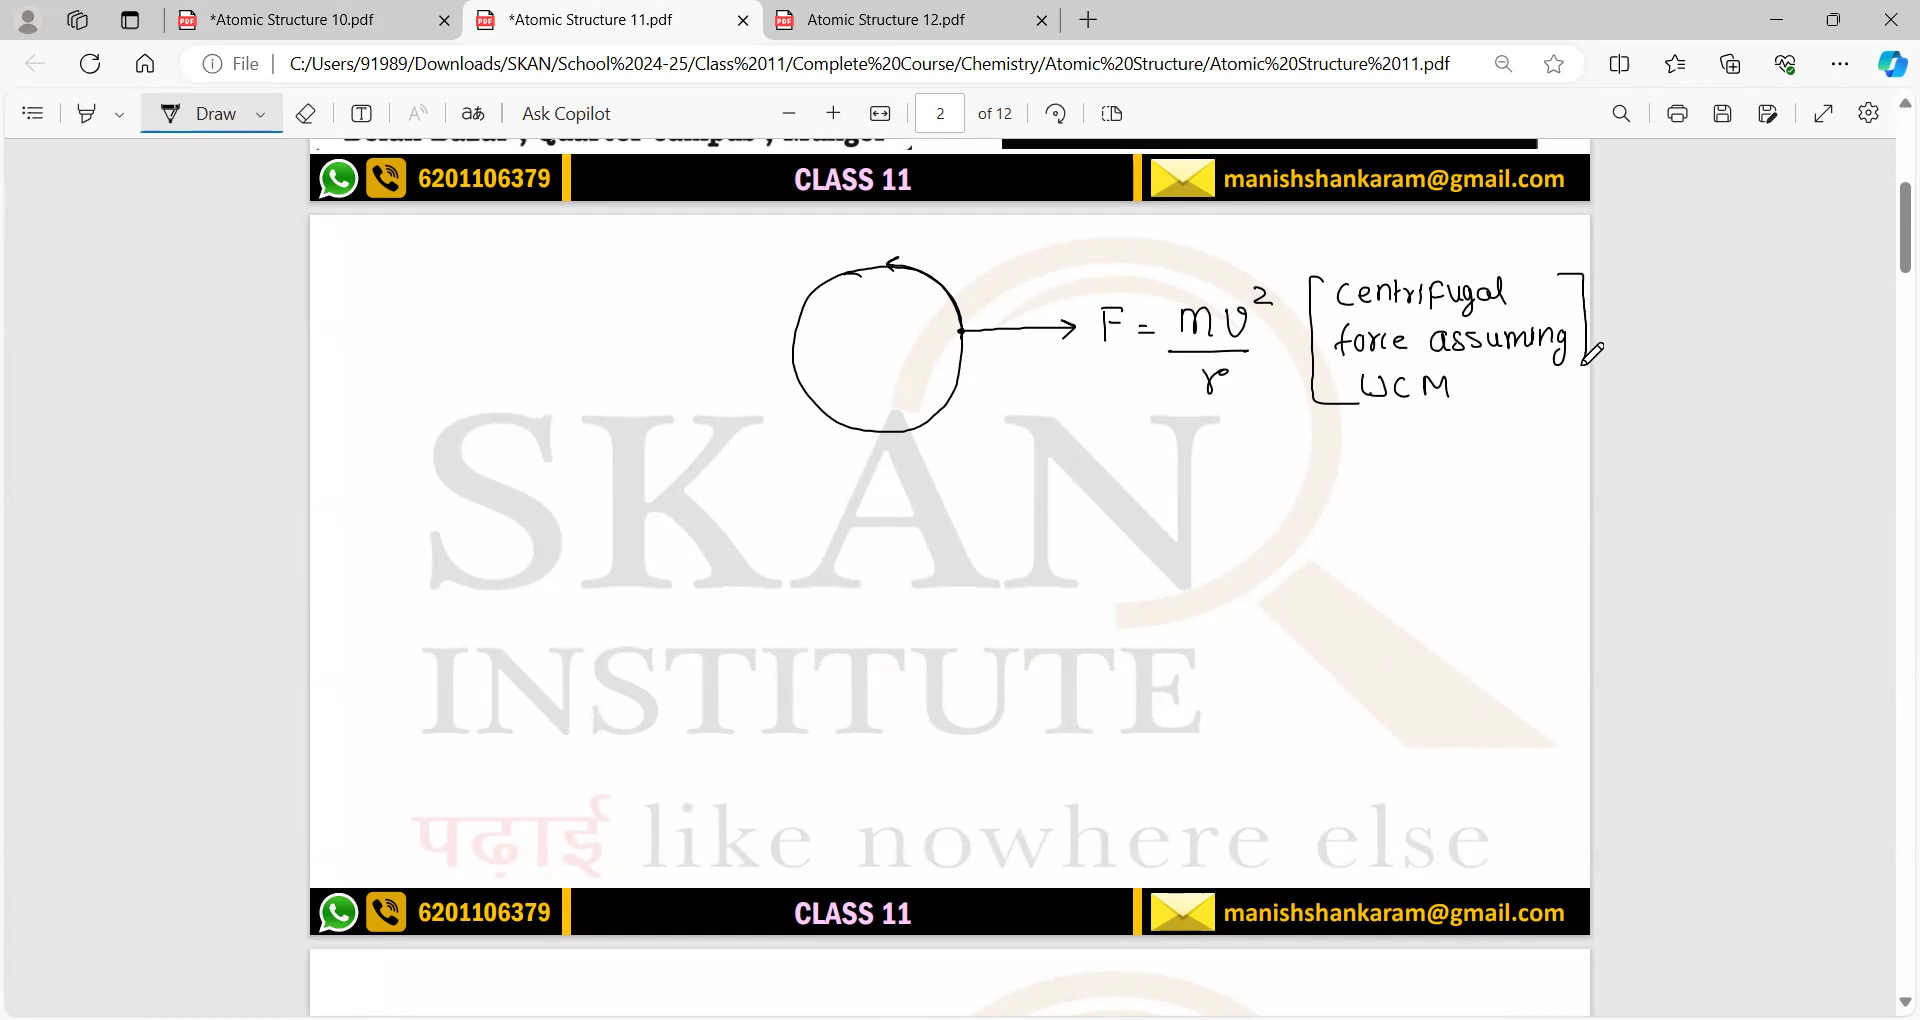 *Atomic Structure 10.pdf
*Atomic Structure 11.pdf
Atomic Structure 12.pdf
File
C:/Users/91989/Downloads/SKAN/School%2024-25/Class%2011/Complete%20Course/Chemistry/Atomic%20Structure/Atomic%20Structure%2011.pdf
Draw
Ask Copilot
2 of 12
6201106379
CLASS 11
manishshankaram@gmail.com
F = mv²/r
[centrifugal
force assuming
UCM]
SKAN
INSTITUTE
पढ़ाई like nowhere else
6201106379
CLASS 11
manishshankaram@gmail.com